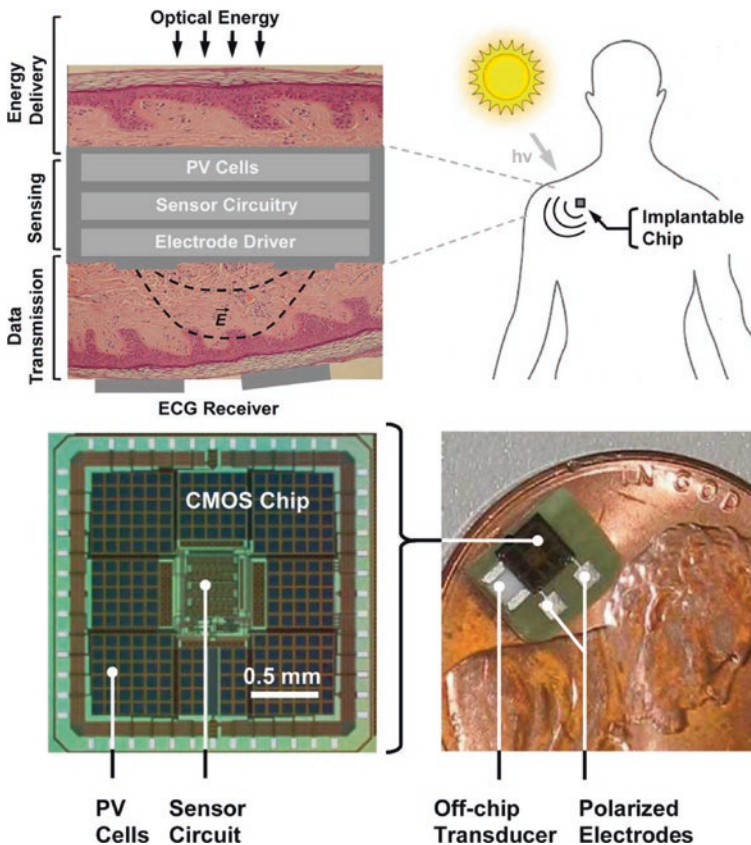 Optical Energy
Energy
Delivery
Sensing
Data
Transmission
PV Cells
Sensor Circuitry
Electrode Driver
E
ECG Receiver
hv
Implantable
Chip
CMOS Chip
0.5 mm
IN GOD
PV
Cells
Sensor
Circuit
Off-chip
Transducer
Polarized
Electrodes